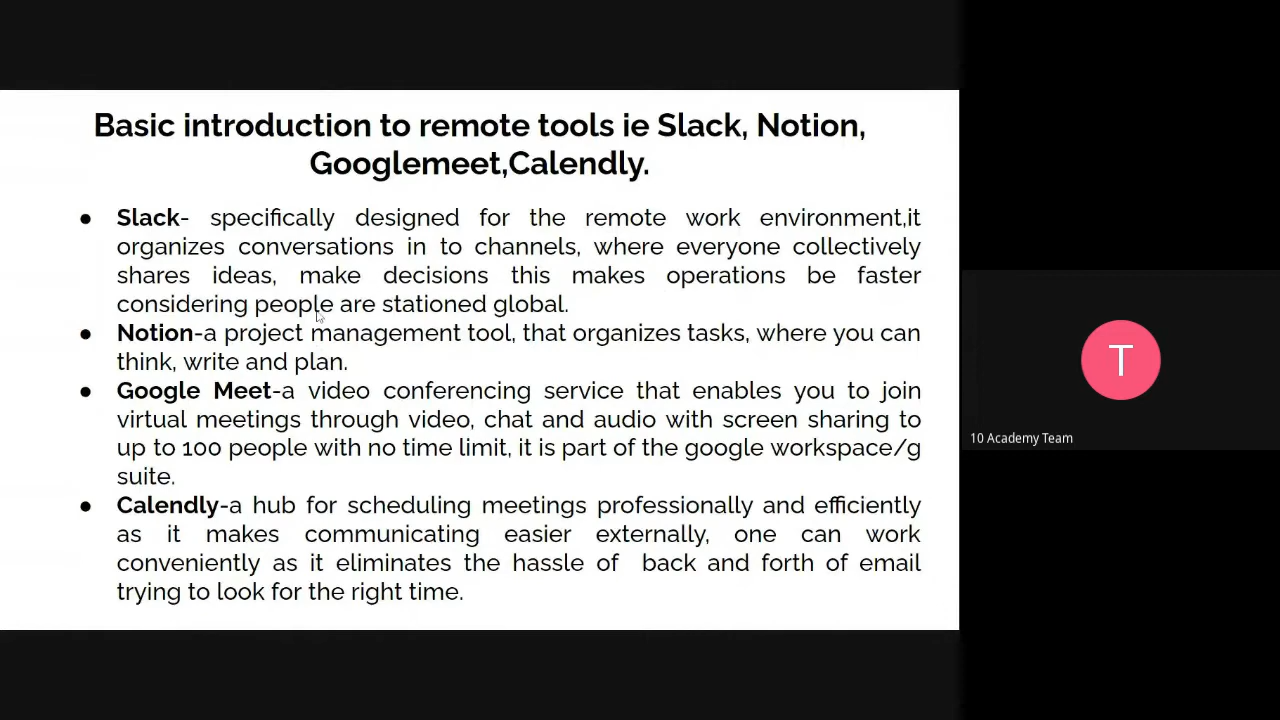 Basic introduction to remote tools ie Slack, Notion,
Googlemeet,Calendly.
● Slack- specifically designed for the remote work environment,it
organizes conversations in to channels, where everyone collectively
shares ideas, make decisions this makes operations be faster
considering people are stationed global.
● Notion-a project management tool, that organizes tasks, where you can
think, write and plan.
● Google Meet-a video conferencing service that enables you to join
virtual meetings through video, chat and audio with screen sharing to
up to 100 people with no time limit, it is part of the google workspace/g
suite.
● Calendly-a hub for scheduling meetings professionally and efficiently
as it makes communicating easier externally, one can work
conveniently as it eliminates the hassle of  back and forth of email
trying to look for the right time.
T
10 Academy Team